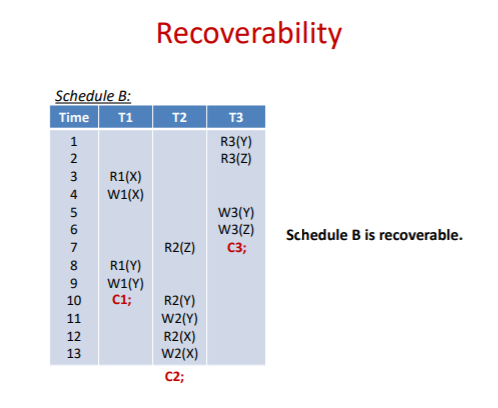 Recoverability
Schedule B:
Time T1 T2 T3
1 R3(Y)
2 R3(Z)
3 R1(X)
4 W1(X)
5 W3(Y)
6 W3(Z)
Schedule B is recoverable.
7 R2(Z) C3;
8 R1(Y)
9 W1(Y)
10 C1; R2(Y)
11 W2(Y)
12 R2(X)
13 W2(X)
C2;